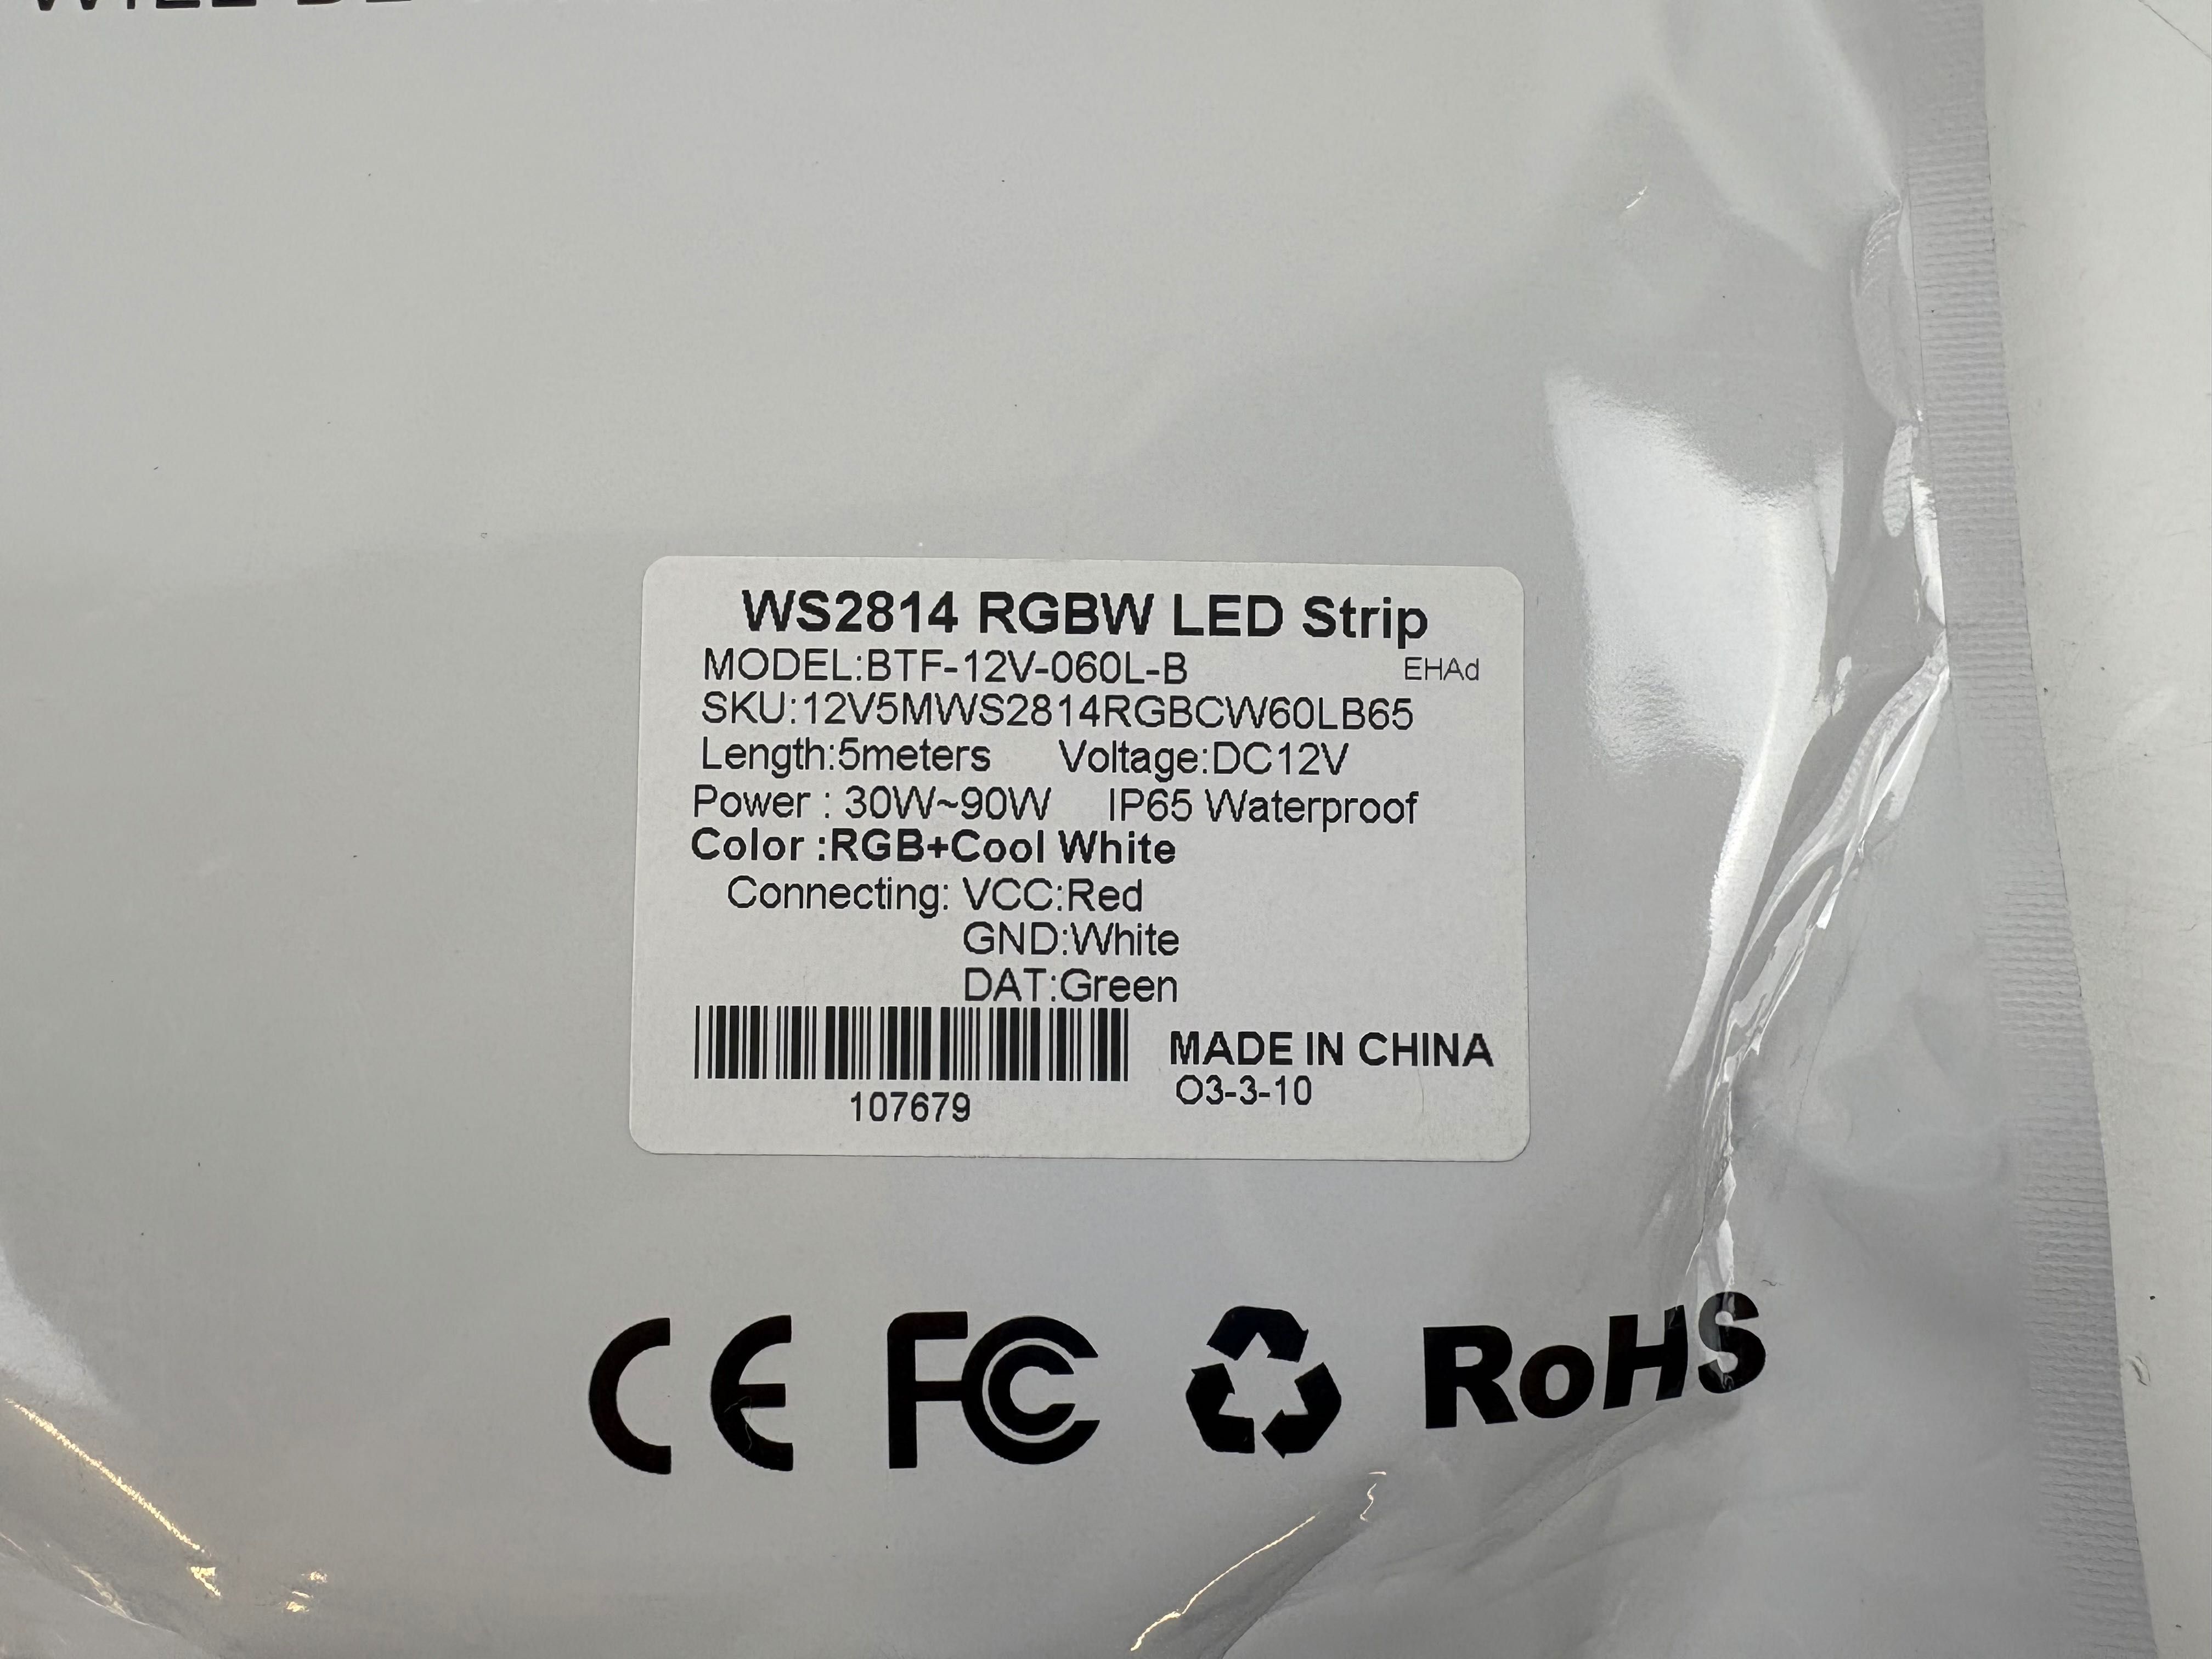 WS2814 RGBW LED Strip
MODEL:BTF-12V-060L-B EHAd
SKU:12V5MWS2814RGBCW60LB65
Length:5meters Voltage:DC12V
Power : 30W~90W IP65 Waterproof
Color :RGB+Cool White
Connecting: VCC:Red
GND:White
DAT:Green
MADE IN CHINA
O3-3-10
107679
CE FC RoHS